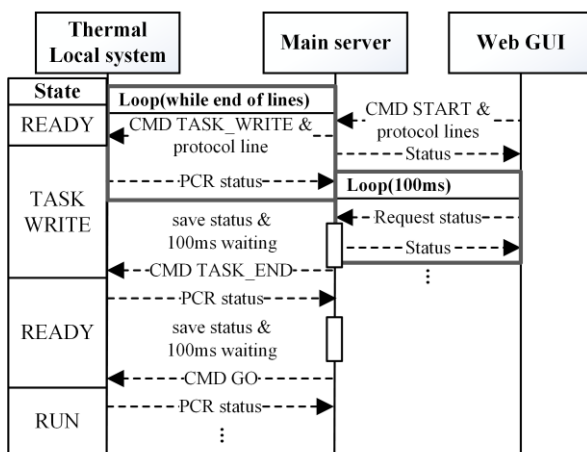 Thermal
Local system
Main server
Web GUI
State
READY
TASK
WRITE
READY
RUN
Loop(while end of lines)
CMD TASK_WRITE &
protocol line
PCR status
CMD START &
protocol lines
Status
Loop(100ms)
Request status
Status
save status &
100ms waiting
CMD TASK_END
PCR status
save status &
100ms waiting
CMD GO
PCR status